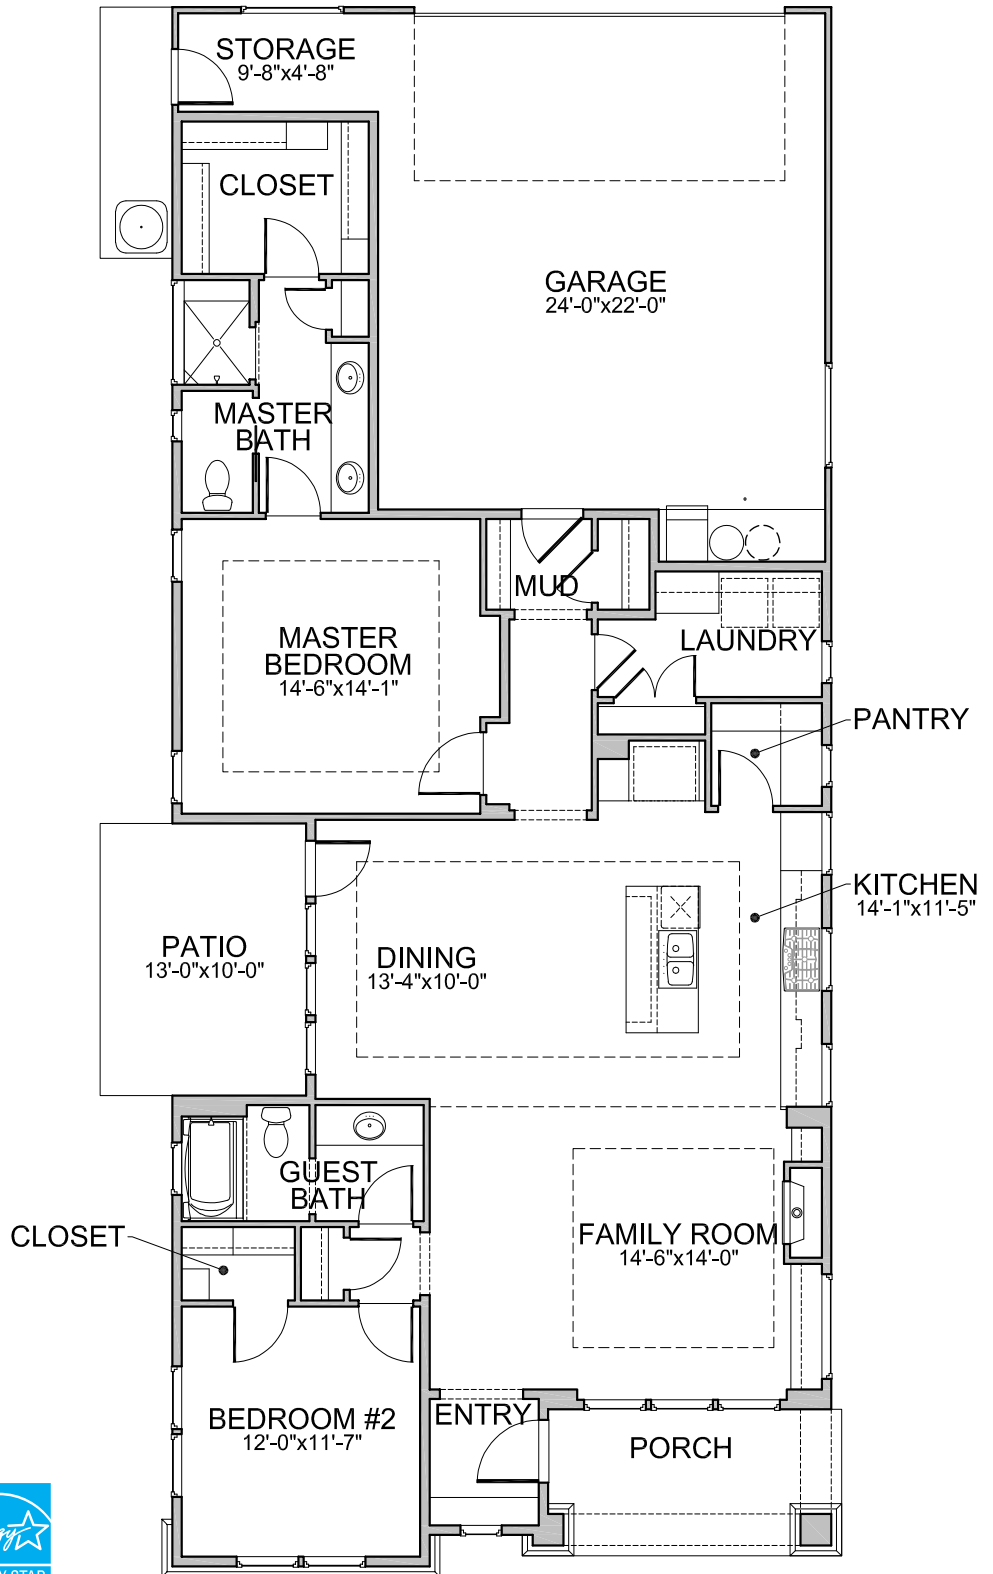 STORAGE
9'-8"x4'-8"
CLOSET
GARAGE
24'-0"x22'-0"
MASTER
BATH
MUD
MASTER
BEDROOM
14'-6"x14'-1"
LAUNDRY
PANTRY
KITCHEN
14'-1"x11'-5"
PATIO
13'-0"x10'-0"
DINING
13'-4"x10'-0"
GUEST
BATH
CLOSET
FAMILY ROOM
14'-6"x14'-0"
BEDROOM #2
12'-0"x11'-7"
ENTRY
PORCH